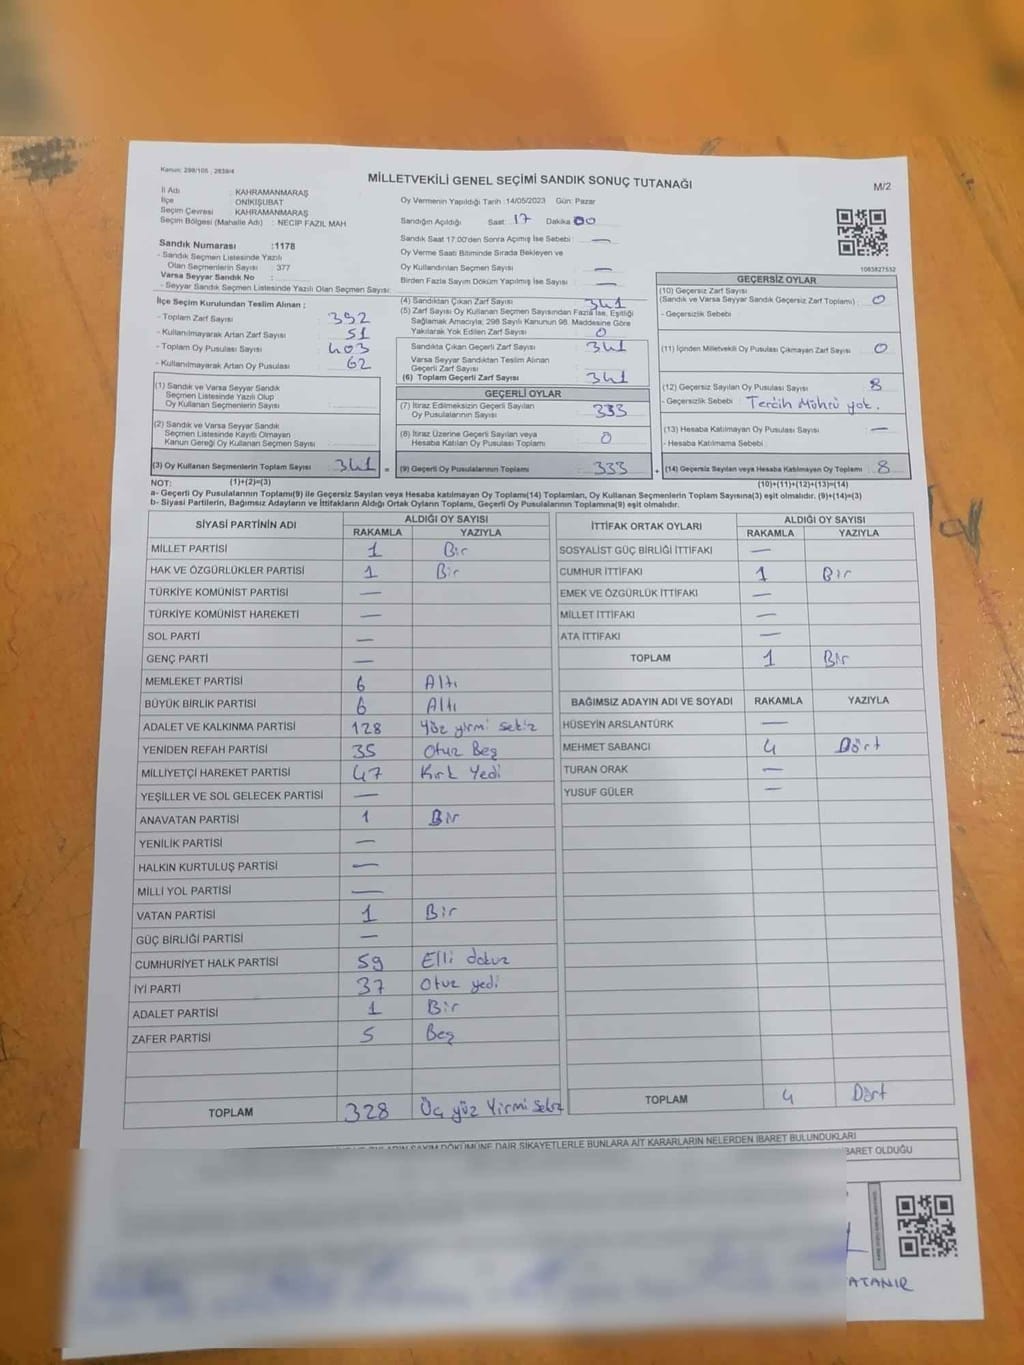 Kanun: 298/105 , 2839/4
MİLLETVEKİLİ GENEL SEÇİMİ SANDIK SONUÇ TUTANAĞI
M/2
İl Adı : KAHRAMANMARAŞ
İlçe : ONİKİŞUBAT
Seçim Çevresi : KAHRAMANMARAŞ
Seçim Bölgesi (Mahalle Adı) : NECİP FAZIL MAH
Sandık Numarası :1178
- Sandık Seçmen Listesinde Yazılı
Olan Seçmenlerin Sayısı : 377
Varsa Seyyar Sandık No :
- Seyyar Sandık Seçmen Listesinde Yazılı Olan Seçmen Sayısı:
Oy Vermenin Yapıldığı Tarih :14/05/2023 Gün: Pazar
Sandığın Açıldığı Saat : 17 Dakika : 00
Sandık Saat 17:00'den Sonra Açımış İse Sebebi : —
Oy Verme Saati Bitiminde Sırada Bekleyen ve
Oy Kullandırılan Seçmen Sayısı : —
Birden Fazla Sayım Döküm Yapılmış İse Sayısı : —
1083827532
İlçe Seçim Kurulundan Teslim Alınan ;
- Toplam Zarf Sayısı : 392
- Kullanılmayarak Artan Zarf Sayısı : 51
- Toplam Oy Pusulası Sayısı : 403
- Kullanılmayarak Artan Oy Pusulası : 62
(4) Sandıktan Çıkan Zarf Sayısı : 341
(5) Zarf Sayısı Oy Kullanan Seçmen Sayısından Fazla İse, Eşitliği
Sağlamak Amacıyla; 298 Sayılı Kanunun 98. Maddesine Göre
Yakılarak Yok Edilen Zarf Sayısı : 0
Sandıkta Çıkan Geçerli Zarf Sayısı : 341
Varsa Seyyar Sandıktan Teslim Alınan
Geçerli Zarf Sayısı :
(6) Toplam Geçerli Zarf Sayısı : 341
GEÇERSİZ OYLAR
(10) Geçersiz Zarf Sayısı
(Sandık ve Varsa Seyyar Sandık Geçersiz Zarf Toplamı) : 0
- Geçersizlik Sebebi :
(11) İçinden Milletvekili Oy Pusulası Çıkmayan Zarf Sayısı : 0
(12) Geçersiz Sayılan Oy Pusulası Sayısı : 8
- Geçersizlik Sebebi : Tercih Mührü yok.
(13) Hesaba Katılmayan Oy Pusulası Sayısı : —
- Hesaba Katılmama Sebebi :
(14) Geçersiz Sayılan veya Hesaba Katılmayan Oy Toplamı : 8
(1) Sandık ve Varsa Seyyar Sandık
Seçmen Listesinde Yazılı Olup
Oy Kullanan Seçmenlerin Sayısı :
(2) Sandık ve Varsa Seyyar Sandık
Seçmen Listesinde Kayıtlı Olmayan
Kanun Gereği Oy Kullanan Seçmen Sayısı :
(3) Oy Kullanan Seçmenlerin Toplam Sayısı : 341 =
GEÇERLİ OYLAR
(7) İtiraz Edilmeksizin Geçerli Sayılan
Oy Pusulalarının Sayısı : 333
(8) İtiraz Üzerine Geçerli Sayılan veya
Hesaba Katılan Oy Pusulası Toplamı : 0
(9) Geçerli Oy Pusulalarının Toplamı : 333 +
NOT: (1)+(2)=(3)
(10)+(11)+(12)+(13)=(14)
a- Geçerli Oy Pusulalarının Toplamı(9) ile Geçersiz Sayılan veya Hesaba katılmayan Oy Toplam(14) Toplamları, Oy Kullanan Seçmenlerin Toplam Sayısına(3) eşit olmalıdır. (9)+(14)=(3)
b- Siyasi Partilerin, Bağımsız Adayların ve İttifakların Aldığı Ortak Oyların Toplamı, Geçerli Oy Pusulalarının Toplamına(9) eşit olmalıdır.
SİYASİ PARTİNİN ADI ALDIĞI OY SAYISI
RAKAMLA YAZIYLA
MİLLET PARTİSİ 1 Bir
HAK VE ÖZGÜRLÜKLER PARTİSİ 1 Bir
TÜRKİYE KOMÜNİST PARTİSİ —
TÜRKİYE KOMÜNİST HAREKETİ —
SOL PARTİ —
GENÇ PARTİ —
MEMLEKET PARTİSİ 6 Altı
BÜYÜK BİRLİK PARTİSİ 6 Altı
ADALET VE KALKINMA PARTİSİ 128 Yüz yirmi sekiz
YENİDEN REFAH PARTİSİ 35 Otuz Beş
MİLLİYETÇİ HAREKET PARTİSİ 47 Kırk Yedi
YEŞİLLER VE SOL GELECEK PARTİSİ —
ANAVATAN PARTİSİ 1 Bir
YENİLİK PARTİSİ —
HALKIN KURTULUŞ PARTİSİ —
MİLLİ YOL PARTİSİ —
VATAN PARTİSİ 1 Bir
GÜÇ BİRLİĞİ PARTİSİ —
CUMHURİYET HALK PARTİSİ 59 Elli dokuz
İYİ PARTİ 37 Otuz yedi
ADALET PARTİSİ 1 Bir
ZAFER PARTİSİ 5 Beş
TOPLAM 328 Üç yüz Yirmi Sekiz
İTTİFAK ORTAK OYLARI ALDIĞI OY SAYISI
RAKAMLA YAZIYLA
SOSYALİST GÜÇ BİRLİĞİ İTTİFAKI —
CUMHUR İTTİFAKI 1 Bir
EMEK VE ÖZGÜRLÜK İTTİFAKI —
MİLLET İTTİFAKI —
ATA İTTİFAKI —
TOPLAM 1 Bir
BAĞIMSIZ ADAYIN ADI VE SOYADI RAKAMLA YAZIYLA
HÜSEYİN ARSLANTÜRK —
MEHMET SABANCI 4 Dört
TURAN ORAK —
YUSUF GÜLER —
TOPLAM 4 Dört
SAYIM DÖKÜMÜNE DAİR ŞİKAYETLERLE BUNLARA AİT KARARLARIN NELERDEN İBARET BULUNDUKLARI
BARET OLDUĞU
ATANIR